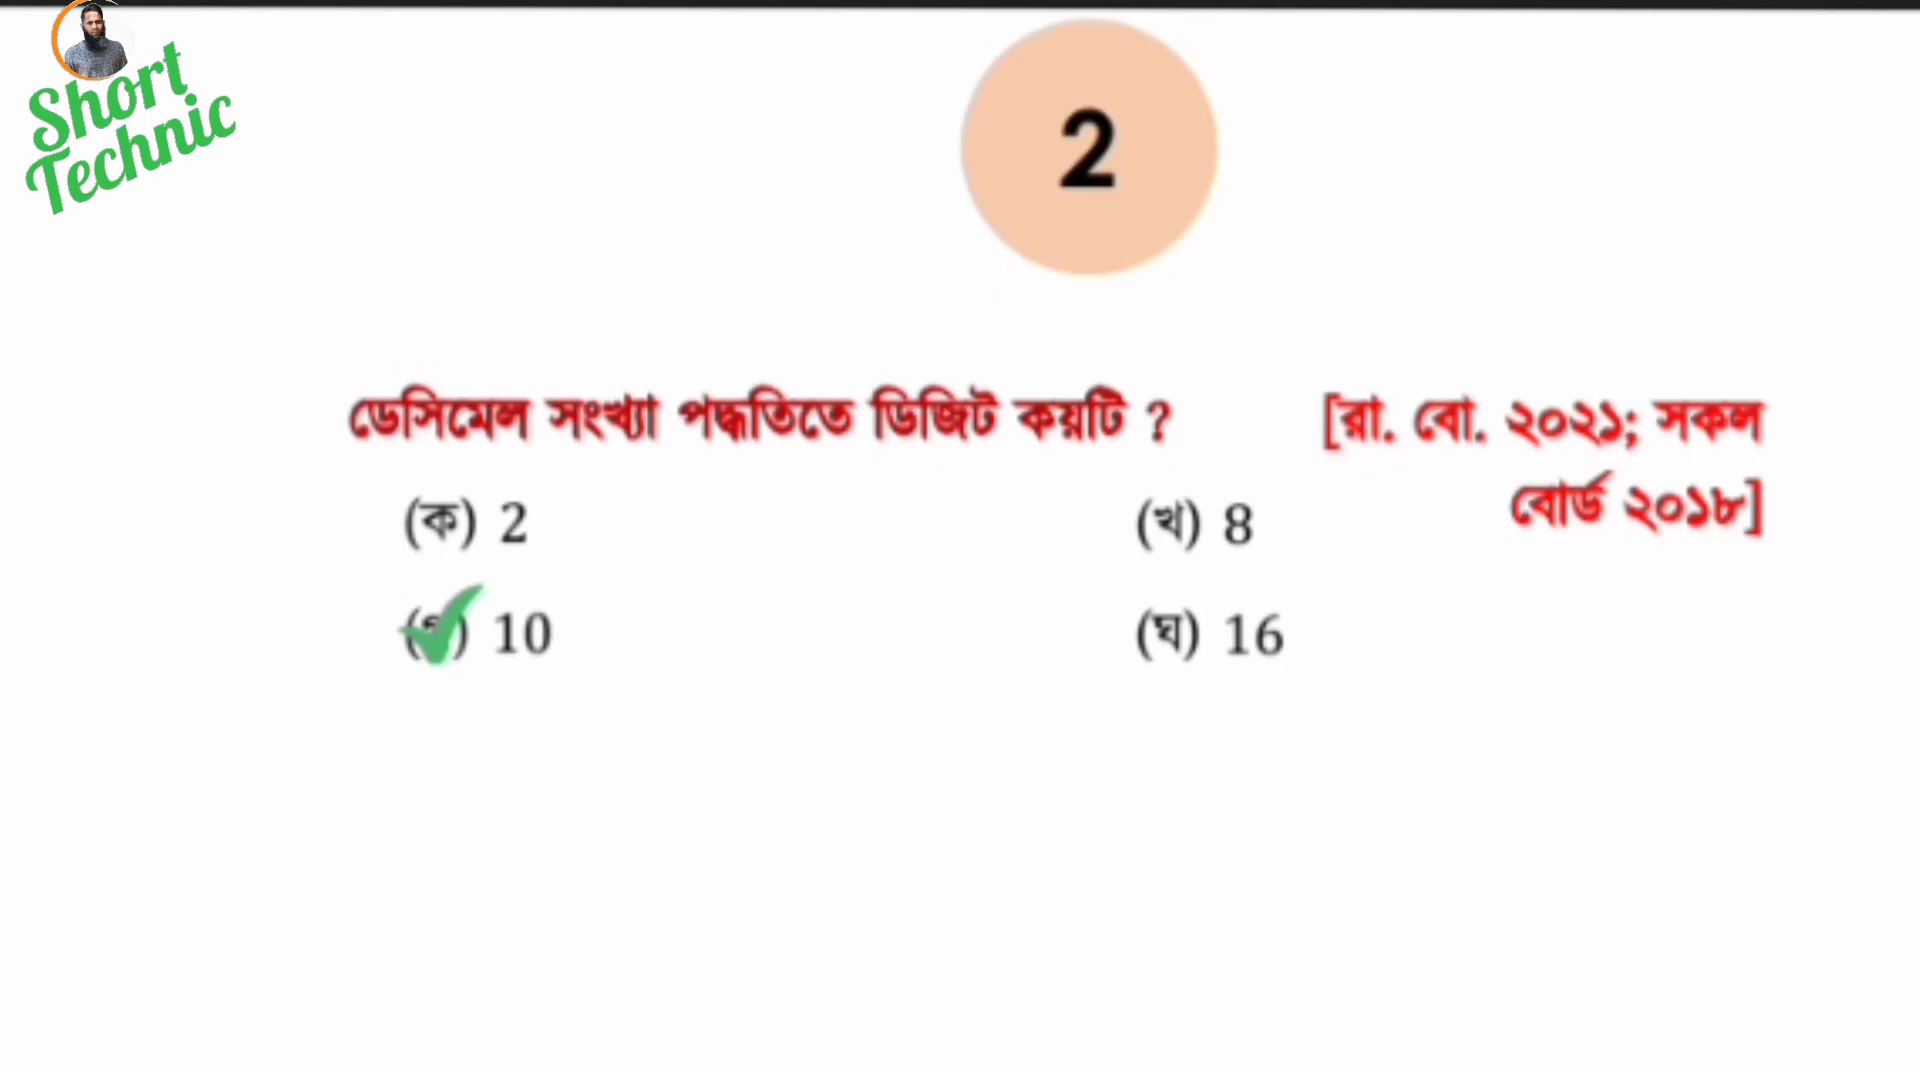 Short
Technic
2
ডেসিমেল সংখ্যা পদ্ধতিতে ডিজিট কয়টি ? [রা. বো. ২০২১; সকল
বোর্ড ২০১৮]
(ক) 2 (খ) 8
(গ) 10 (ঘ) 16